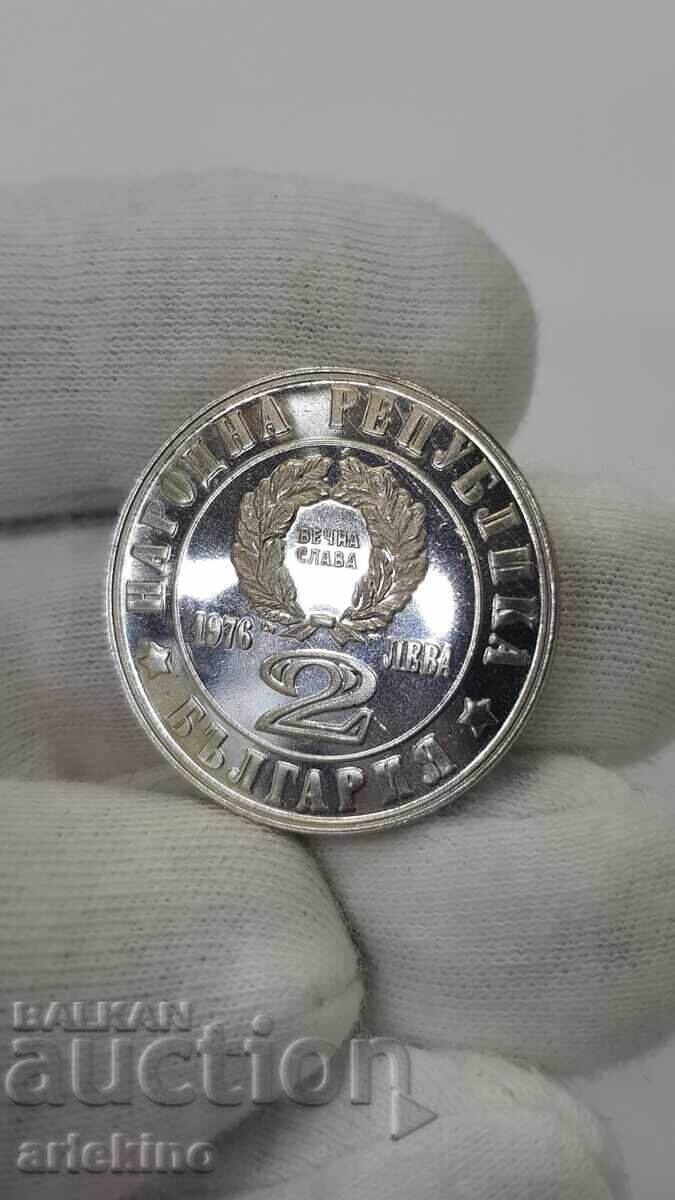 НАРОДНА РЕПУБЛИКА
ВЕЧНА
СЛАВА
1976 ЛЕВА
2
★ БЪЛГАРИЯ ★
BALKAN
auction
artekino